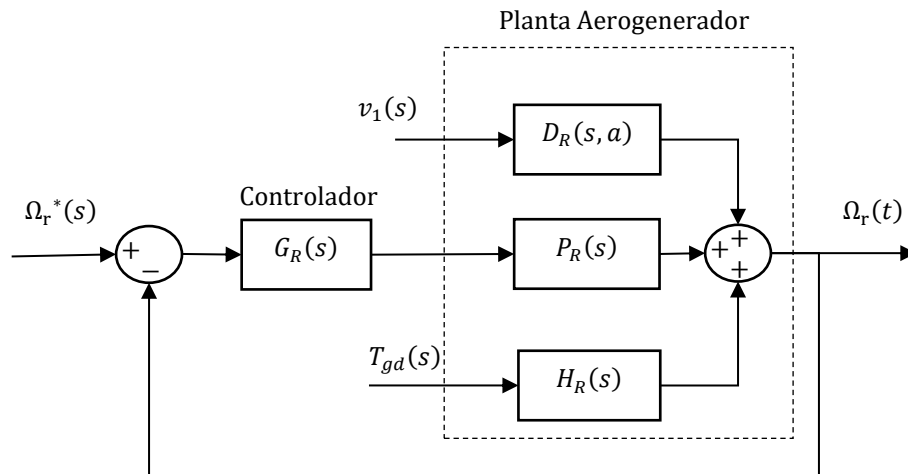 Planta Aerogenerador
v₁(s)
D_R(s, a)
Controlador
Ω_r*(s)
+
−
G_R(s)
P_R(s)
+
+
+
Ω_r(t)
T_gd(s)
H_R(s)